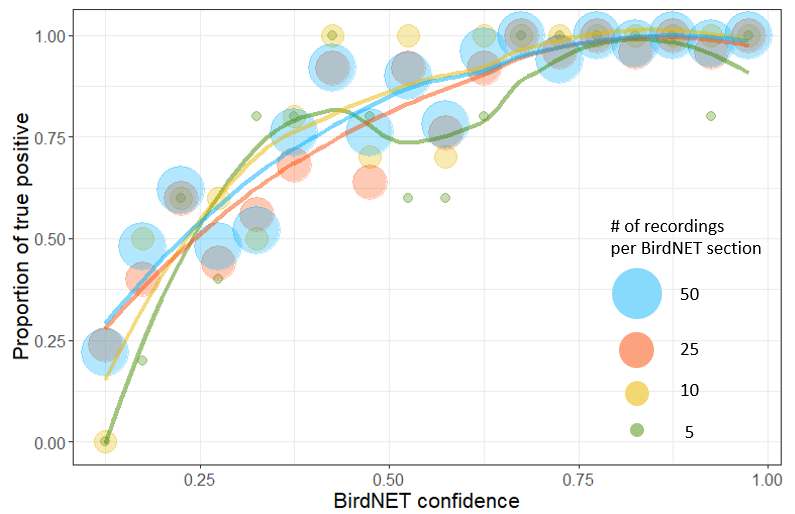 1.00
0.75
0.50
0.25
0.00
Proportion of true positive
# of recordings
per BirdNET section
50
25
10
5
0.25 0.50 0.75 1.00
BirdNET confidence